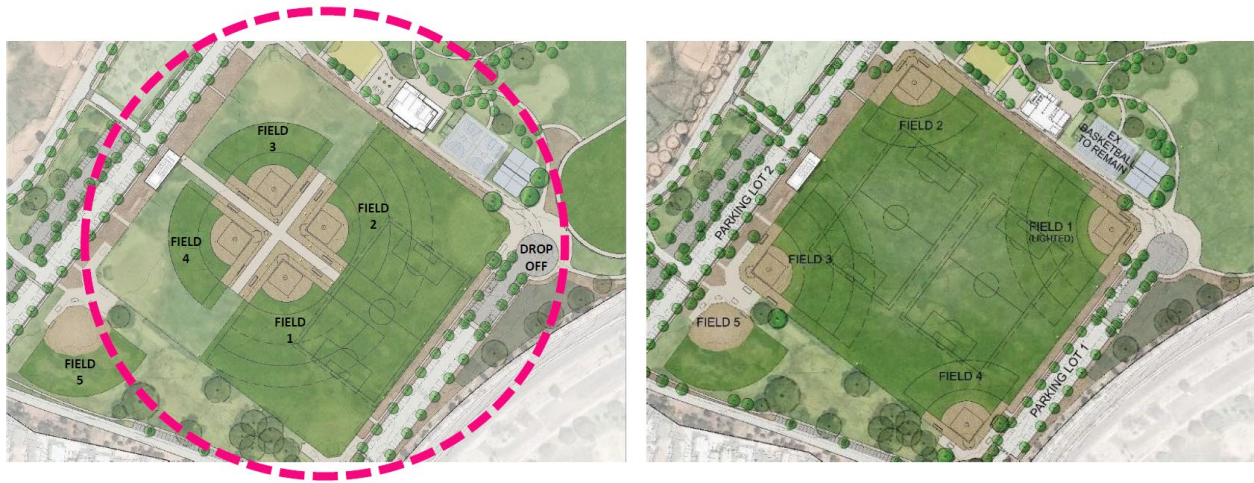 FIELD
3
FIELD
2
FIELD
4
DROP
OFF
FIELD
1
FIELD
5
FIELD 2
EX.
BASKETBALL
TO REMAIN
PARKING LOT 2
FIELD 1
(LIGHTED)
FIELD 3
FIELD 5
FIELD 4
PARKING LOT 1